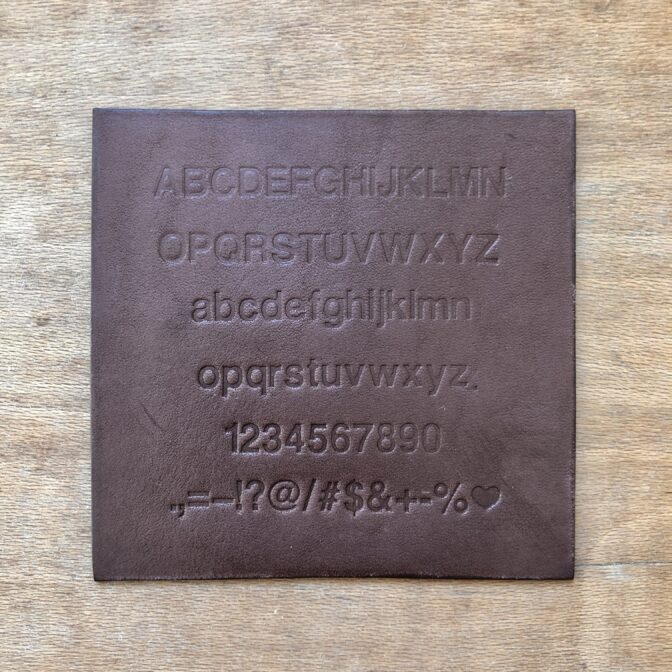 ABCDEFGHIJKLMN
OPQRSTUVWXYZ
abcdefghijklmn
opqrstuvwxyz.
1234567890
.,=–!?@/#$&+-%♥